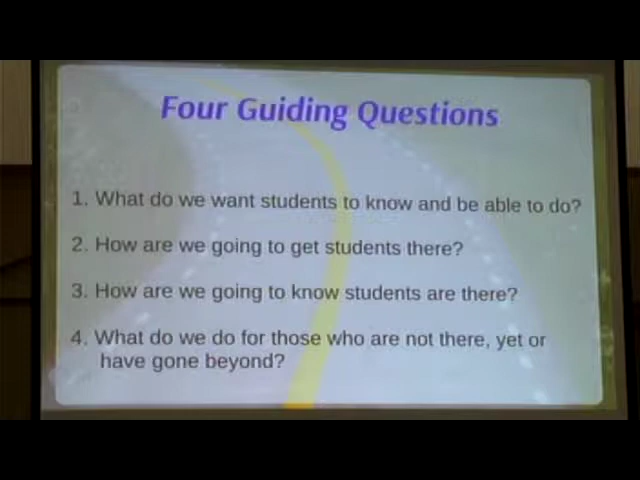 Four Guiding Questions
1. What do we want students to know and be able to do?
2. How are we going to get students there?
3. How are we going to know students are there?
4. What do we do for those who are not there, yet or
have gone beyond?